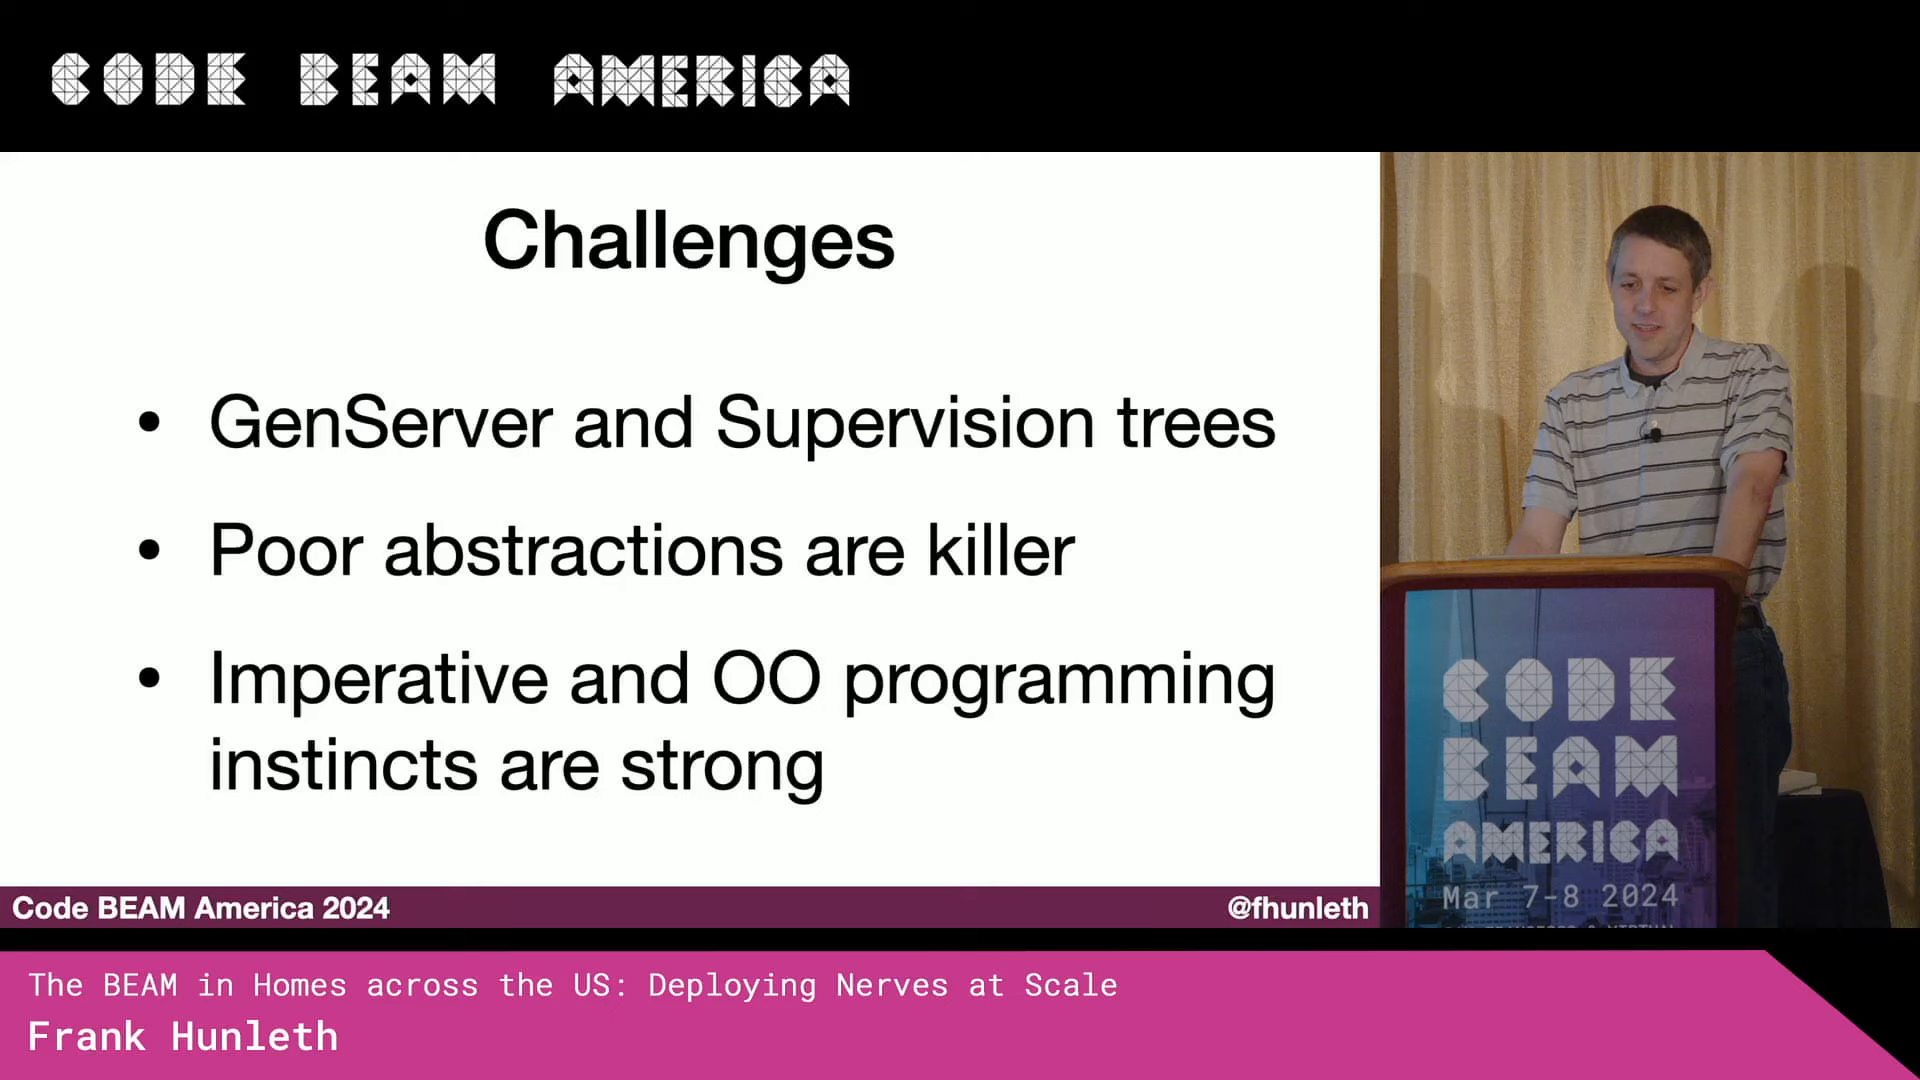 CODE BEAM AMERICA
Challenges
• GenServer and Supervision trees
• Poor abstractions are killer
• Imperative and OO programming
instincts are strong
Code BEAM America 2024
@fhunleth
CODE
BEAM
AMERICA
Mar 7-8 2024
The BEAM in Homes across the US: Deploying Nerves at Scale
Frank Hunleth